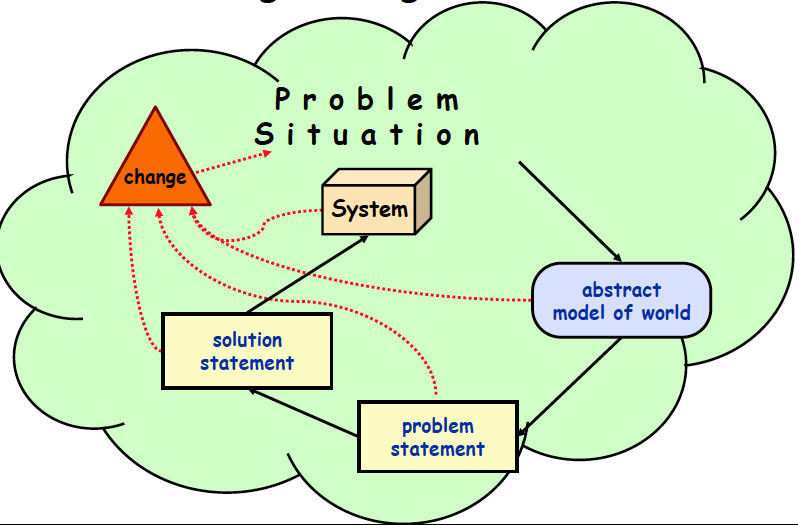 Problem
Situation
change
System
abstract
model of world
solution
statement
problem
statement